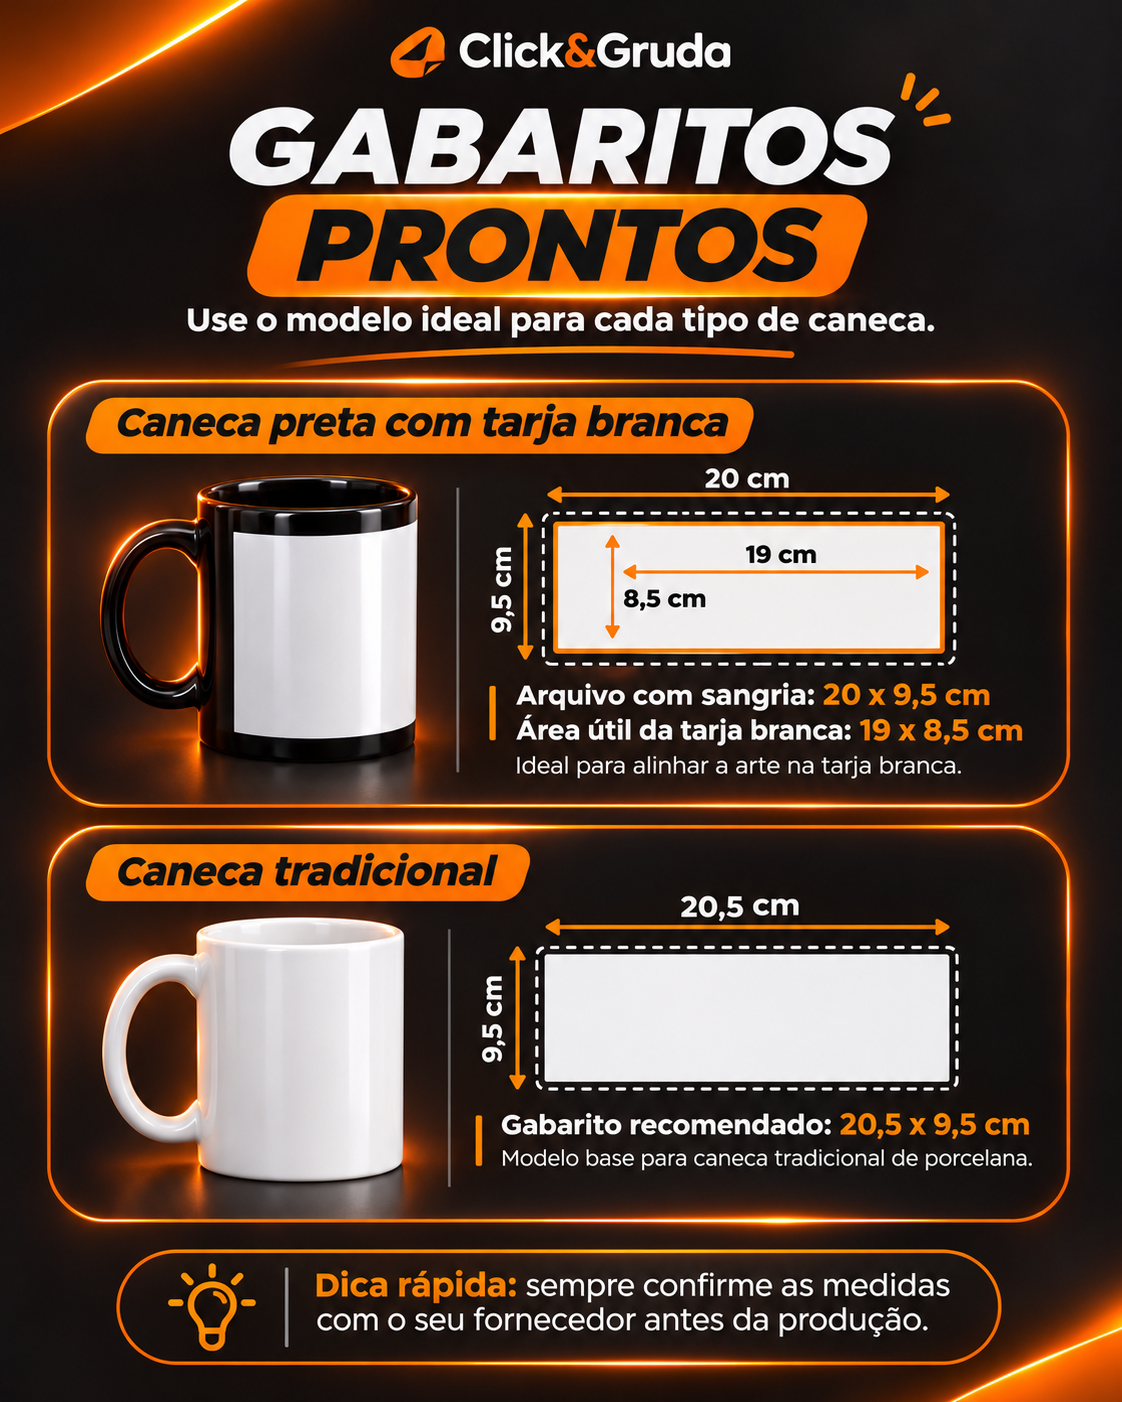 Click&Gruda
GABARITOS
PRONTOS
Use o modelo ideal para cada tipo de caneca.
Caneca preta com tarja branca
20 cm
9,5 cm
19 cm
8,5 cm
Arquivo com sangria: 20 x 9,5 cm
Área útil da tarja branca: 19 x 8,5 cm
Ideal para alinhar a arte na tarja branca.
Caneca tradicional
20,5 cm
9,5 cm
Gabarito recomendado: 20,5 x 9,5 cm
Modelo base para caneca tradicional de porcelana.
Dica rápida: sempre confirme as medidas
com o seu fornecedor antes da produção.